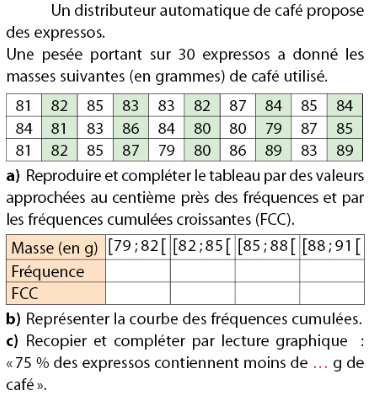 Un distributeur automatique de café propose
des expressos.
Une pesée portant sur 30 expressos a donné les
masses suivantes (en grammes) de café utilisé.
81 82 85 83 83 82 87 84 85 84
84 81 83 86 84 80 80 79 87 85
81 82 85 87 79 80 86 89 83 89
a) Reproduire et compléter le tableau par des valeurs
approchées au centième près des fréquences et par
les fréquences cumulées croissantes (FCC).
Masse (en g) [79 ; 82 [ [82 ; 85 [ [85 ; 88 [ [88 ; 91 [
Fréquence
FCC
b) Représenter la courbe des fréquences cumulées.
c) Recopier et compléter par lecture graphique :
« 75 % des expressos contiennent moins de ... g de
café ».